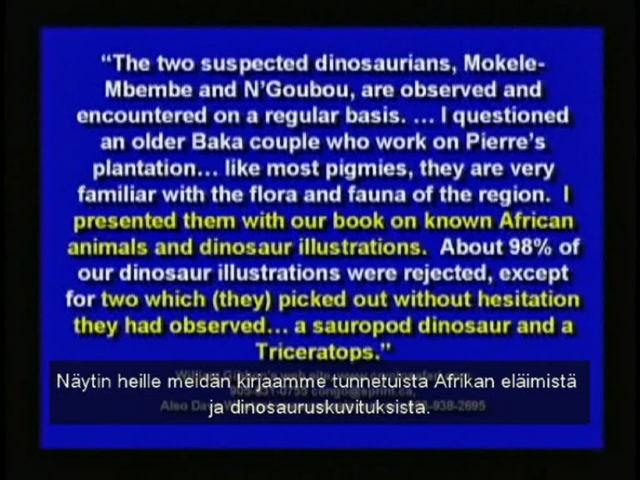 “The two suspected dinosaurians, Mokele-
Mbembe and N’Goubou, are observed and
encountered on a regular basis. … I questioned
an older Baka couple who work on Pierre’s
plantation… like most pigmies, they are very
familiar with the flora and fauna of the region. I
presented them with our book on known African
animals and dinosaur illustrations. About 98% of
our dinosaur illustrations were rejected, except
for two which (they) picked out without hesitation
they had observed… a sauropod dinosaur and a
Triceratops.”
Näytin heille meidän kirjaamme tunnetuista Afrikan eläimistä
ja dinosauruskuvituksista.
Also
-938-2695